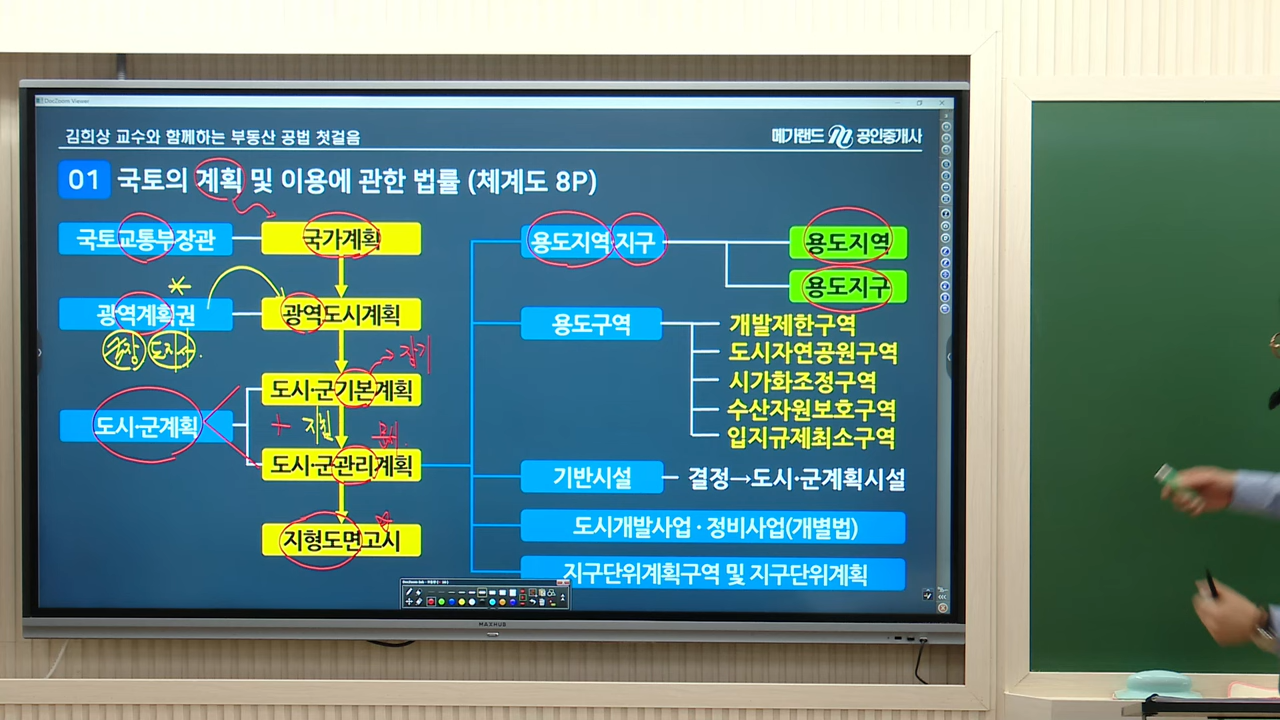 DocZoom Viewer
김희상 교수와 함께하는 부동산 공법 첫걸음
메가랜드 공인중개사
01 국토의 계획 및 이용에 관한 법률 (체계도 8P)
국토교통부장관
국가계획
광역계획권
광역도시계획
도지사
도시·군계획
도시·군기본계획
지침
도시·군관리계획
지형도면고시
용도지역·지구
용도지역
용도지구
용도구역
개발제한구역
도시자연공원구역
시가화조정구역
수산자원보호구역
입지규제최소구역
기반시설
결정→도시·군계획시설
도시개발사업·정비사업(개별법)
지구단위계획구역 및 지구단위계획
MAXHUB